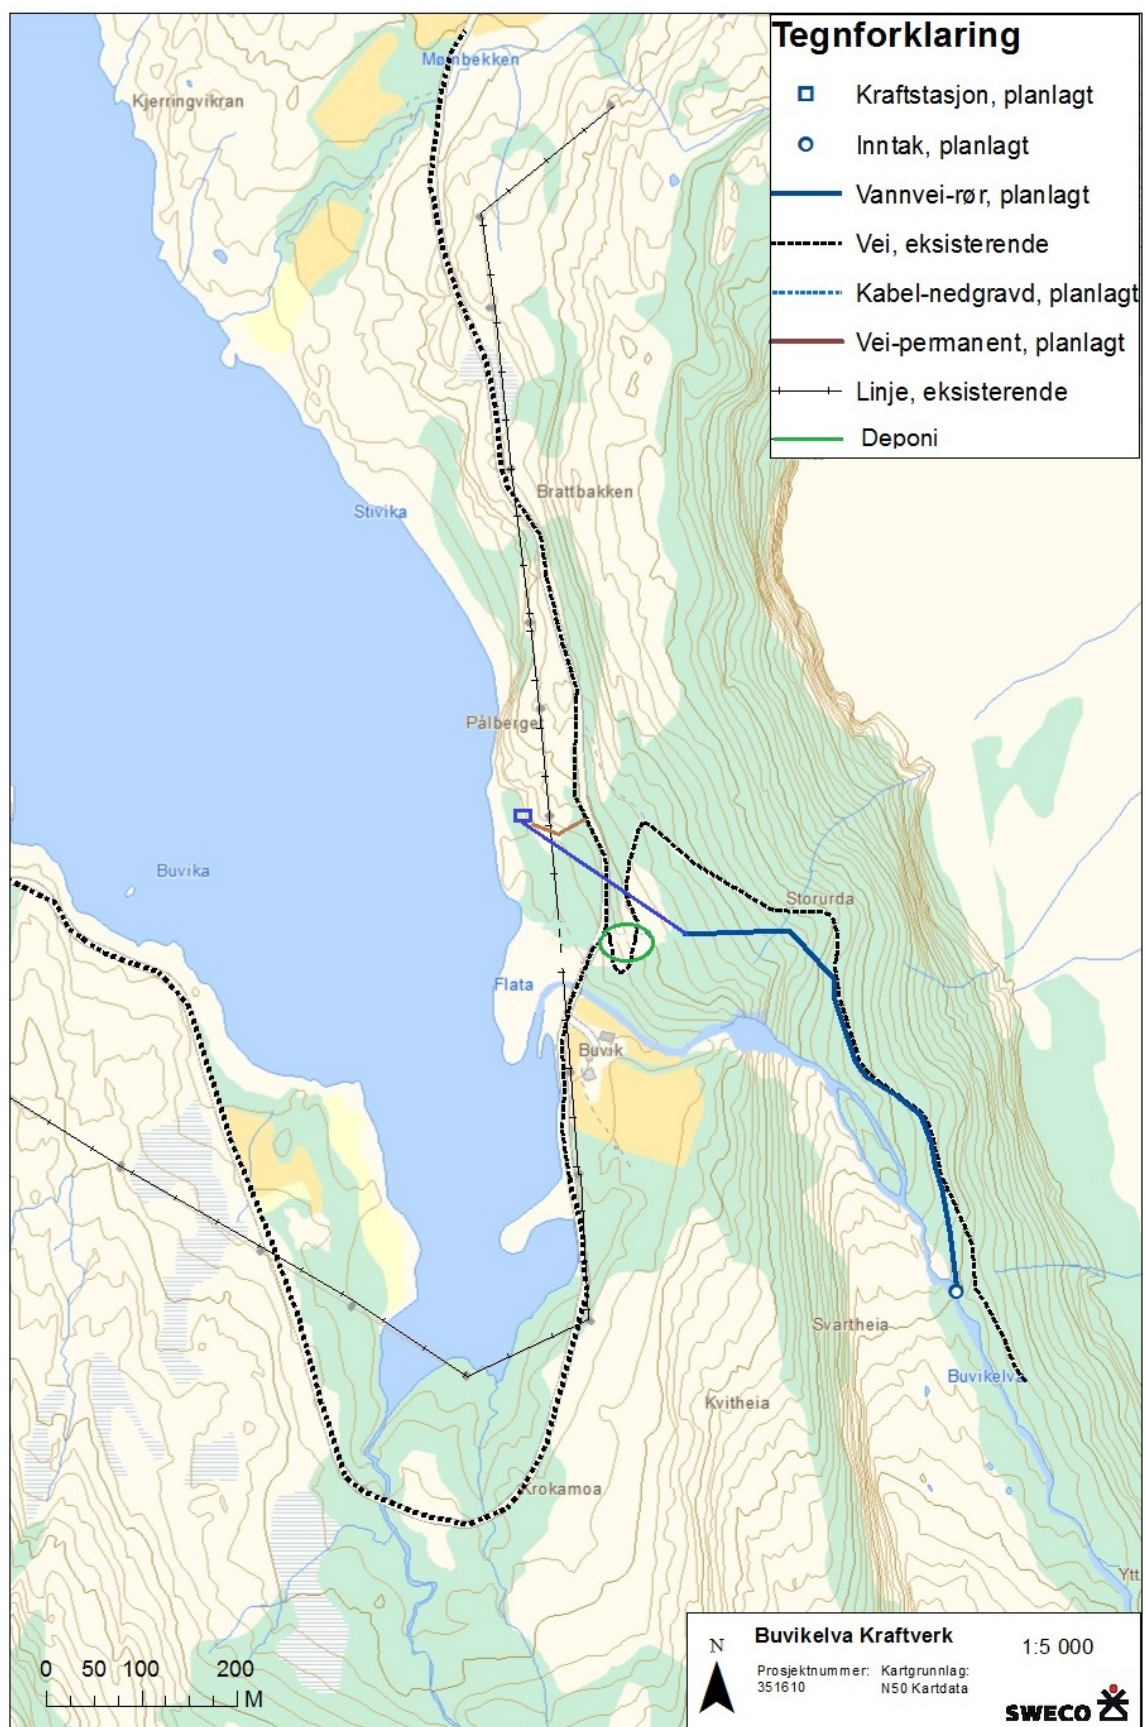 Tegnforklaring
Kraftstasjon, planlagt
Inntak, planlagt
Vannvei-rør, planlagt
Vei, eksisterende
Kabel-nedgravd, planlagt
Vei-permanent, planlagt
Linje, eksisterende
Deponi
Kjerringvikran
Brattbakken
Stivika
Pålberget
Buvika
Storurda
Flata
Buvik
Svartheia
Buvikelva
Kvitheia
Krokamoa
Ytt
0 50 100 200
M
N
Buvikelva Kraftverk
1:5 000
Prosjektnummer:
351610
Kartgrunnlag:
N50 Kartdata
SWECO